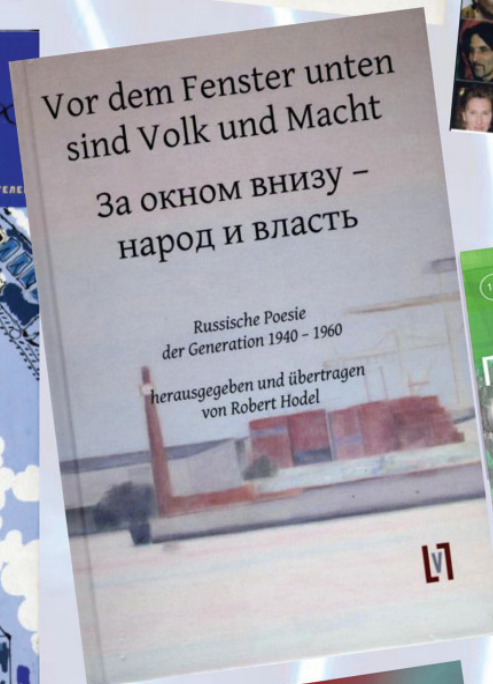 Vor dem Fenster unten
sind Volk und Macht
За окном внизу –
народ и власть
Russische Poesie
der Generation 1940 – 1960
herausgegeben und übertragen
von Robert Hodel